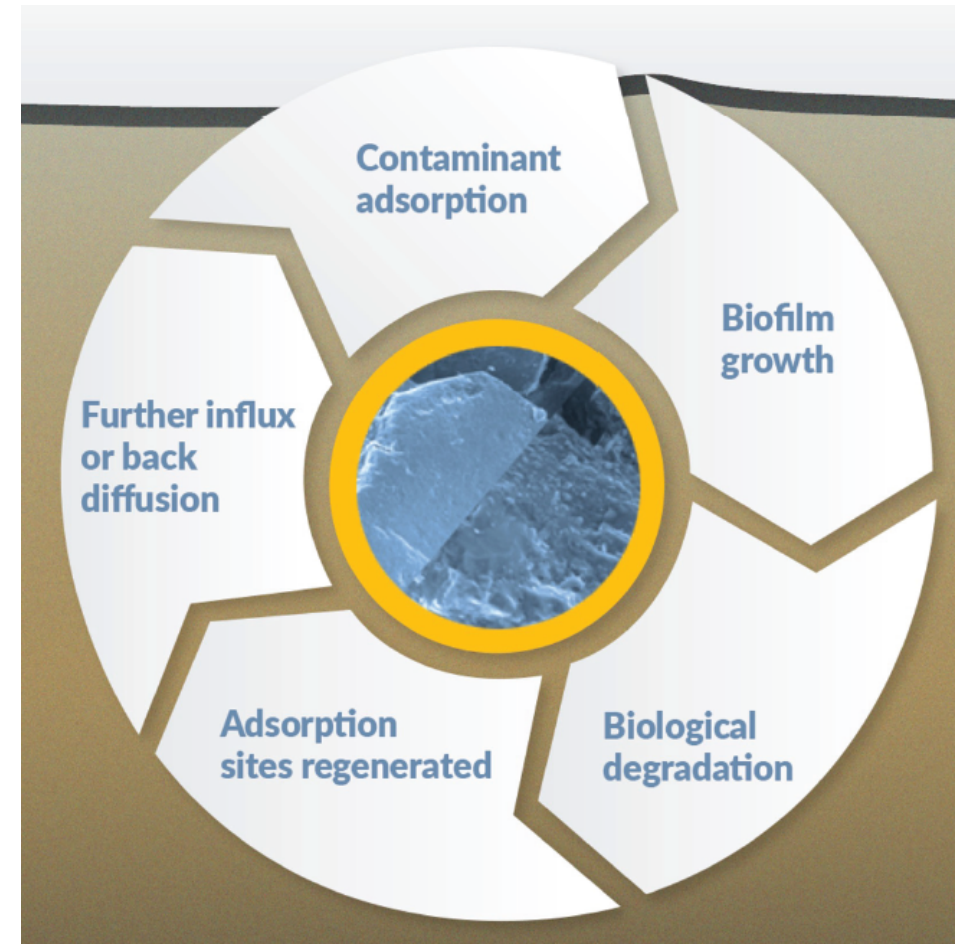 Contaminant
adsorption
Biofilm
growth
Biological
degradation
Adsorption
sites regenerated
Further influx
or back
diffusion